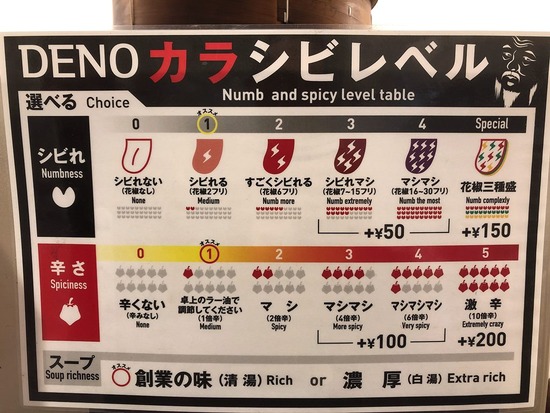 DENO カラシビレベル
Numb and spicy level table
選べる Choice
オススメ
0 1 2 3 4 Special
シビれ
Numbness
シビれない
(花椒なし)
None
シビれる
(花椒2フリ)
Medium
すごくシビれる
(花椒6フリ)
Numb more
シビれマシ
(花椒7~15フリ)
Numb extremely
マシマシ
(花椒16~30フリ)
Numb the most
花椒三種盛
Numb complexly
+¥50
+¥150
オススメ
0 1 2 3 4 5
辛さ
Spiciness
辛くない
(辛みなし)
None
卓上のラー油で
調節してください
(1倍辛)
Medium
マシ
(2倍辛)
Spicy
マシマシ
(4倍辛)
More spicy
マシマシマシ
(6倍辛)
Very spicy
激辛
(10倍辛)
Extremely crazy
+¥100
+¥200
スープ
Soup richness
オススメ
創業の味 (清湯) Rich or 濃厚 (白湯) Extra rich